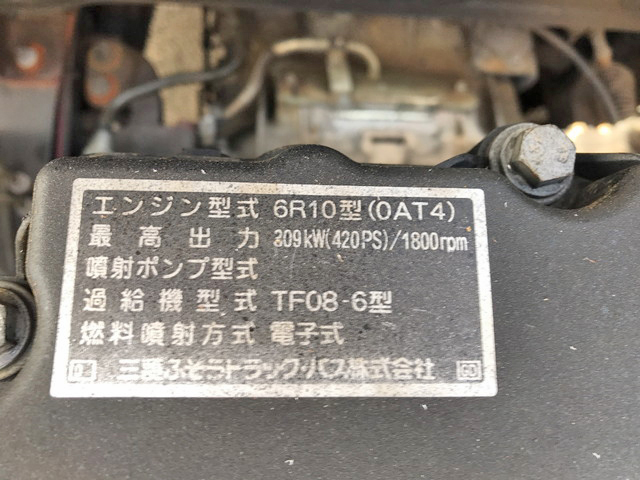 エンジン型式 6R10型(0AT4)
最高出力 309kW(420PS)/1800rpm
噴射ポンプ型式
過給機型式 TF08-6型
燃料噴射方式 電子式
三菱ふそうトラック・バス株式会社 GD